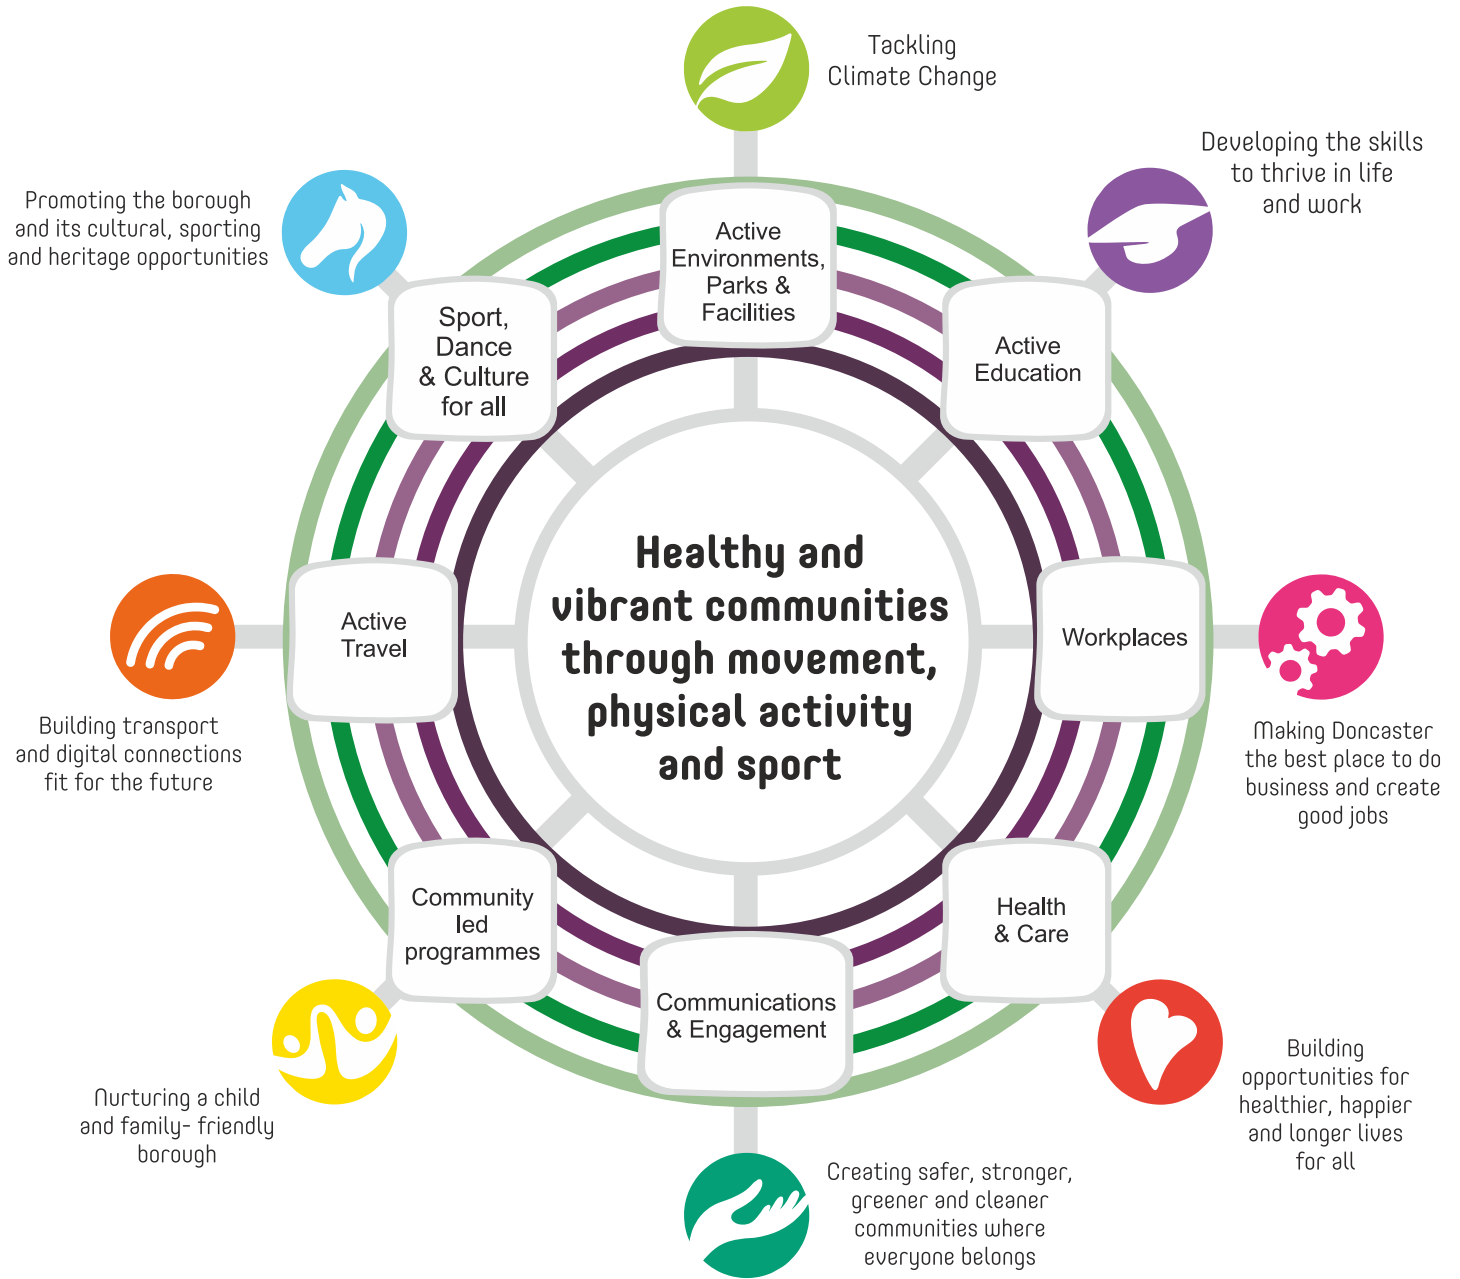 Tackling
Climate Change
Developing the skills
to thrive in life
and work
Promoting the borough
and its cultural, sporting
and heritage opportunities
Active
Environments,
Parks &
Facilities
Sport,
Dance
& Culture
for all
Active
Education
Healthy and
vibrant communities
through movement,
physical activity
and sport
Active
Travel
Workplaces
Building transport
and digital connections
fit for the future
Making Doncaster
the best place to do
business and create
good jobs
Community
led
programmes
Health
& Care
Communications
& Engagement
Nurturing a child
and family- friendly
borough
Building
opportunities for
healthier, happier
and longer lives
for all
Creating safer, stronger,
greener and cleaner
communities where
everyone belongs